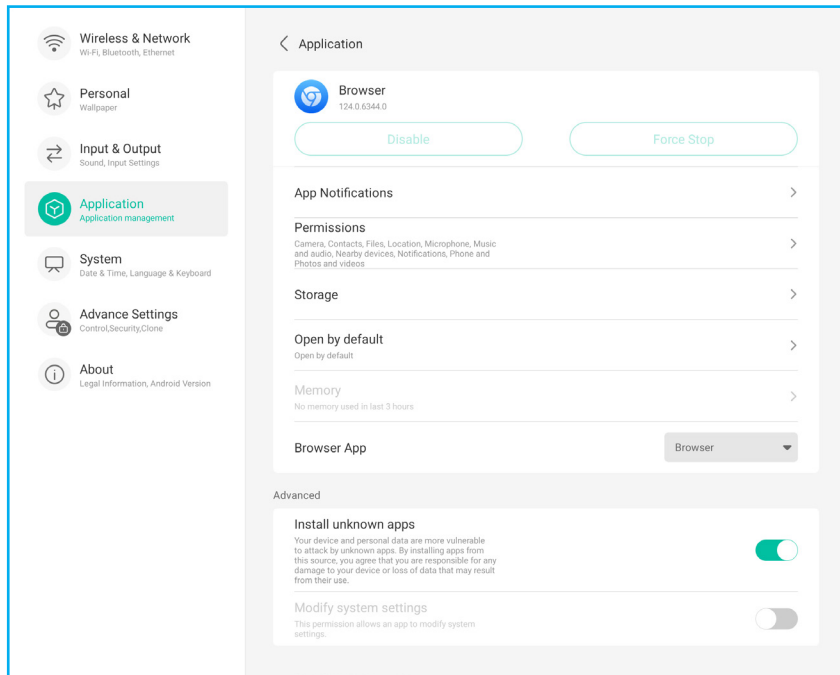 Wireless & Network
Wi-Fi, Bluetooth, Ethernet
Personal
Wallpaper
Input & Output
Sound, Input Settings
Application
Application management
System
Date & Time, Language & Keyboard
Advance Settings
Control,Security,Clone
About
Legal Information, Android Version
Application
Browser
124.0.6344.0
Disable
Force Stop
App Notifications
Permissions
Camera, Contacts, Files, Location, Microphone, Music
and audio, Nearby devices, Notifications, Phone and
Photos and videos
Storage
Open by default
Open by default
Memory
No memory used in last 3 hours
Browser App
Browser
Advanced
Install unknown apps
Your device and personal data are more vulnerable
to attack by unknown apps. By installing apps from
this source, you agree that you are responsible for any
damage to your device or loss of data that may result
from their use.
Modify system settings
This permission allows an app to modify system
settings.